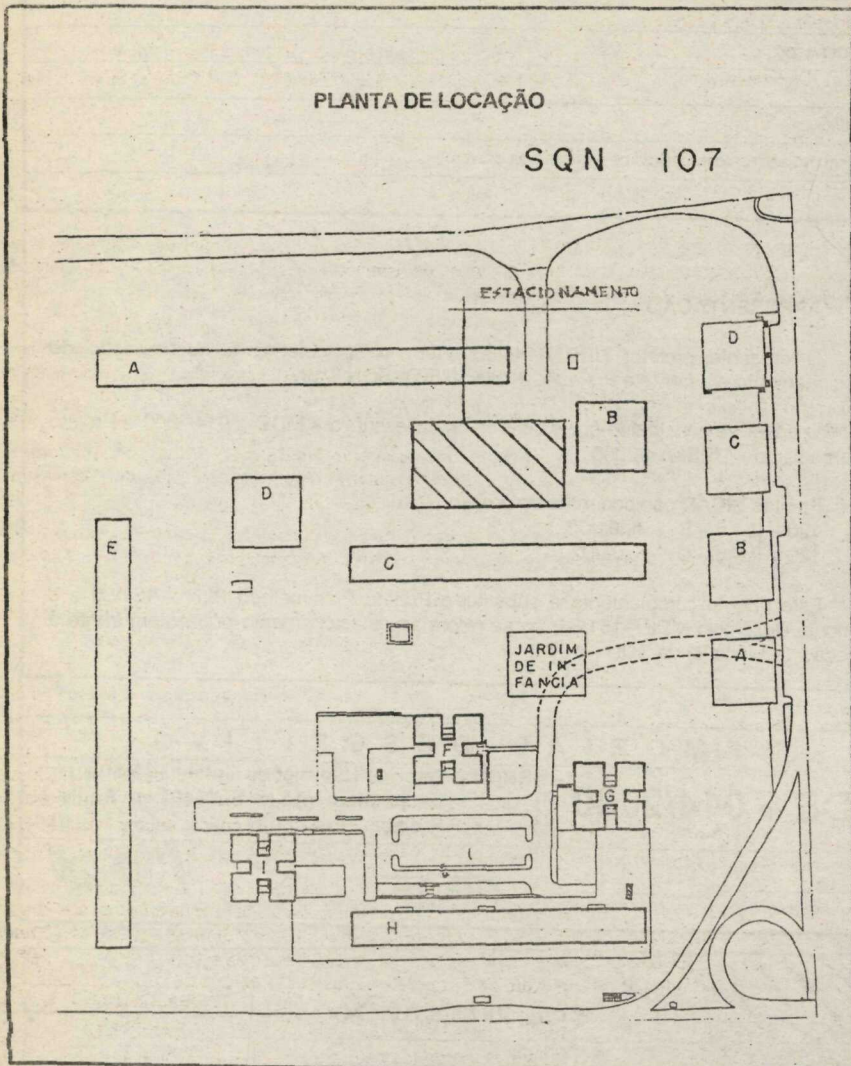 PLANTA DE LOCAÇÃO
SQN 107
ESTACIONAMENTO
A
D
B
C
D
E
C
B
JARDIM
DE IN
FANCIA
A
F
G
I
H